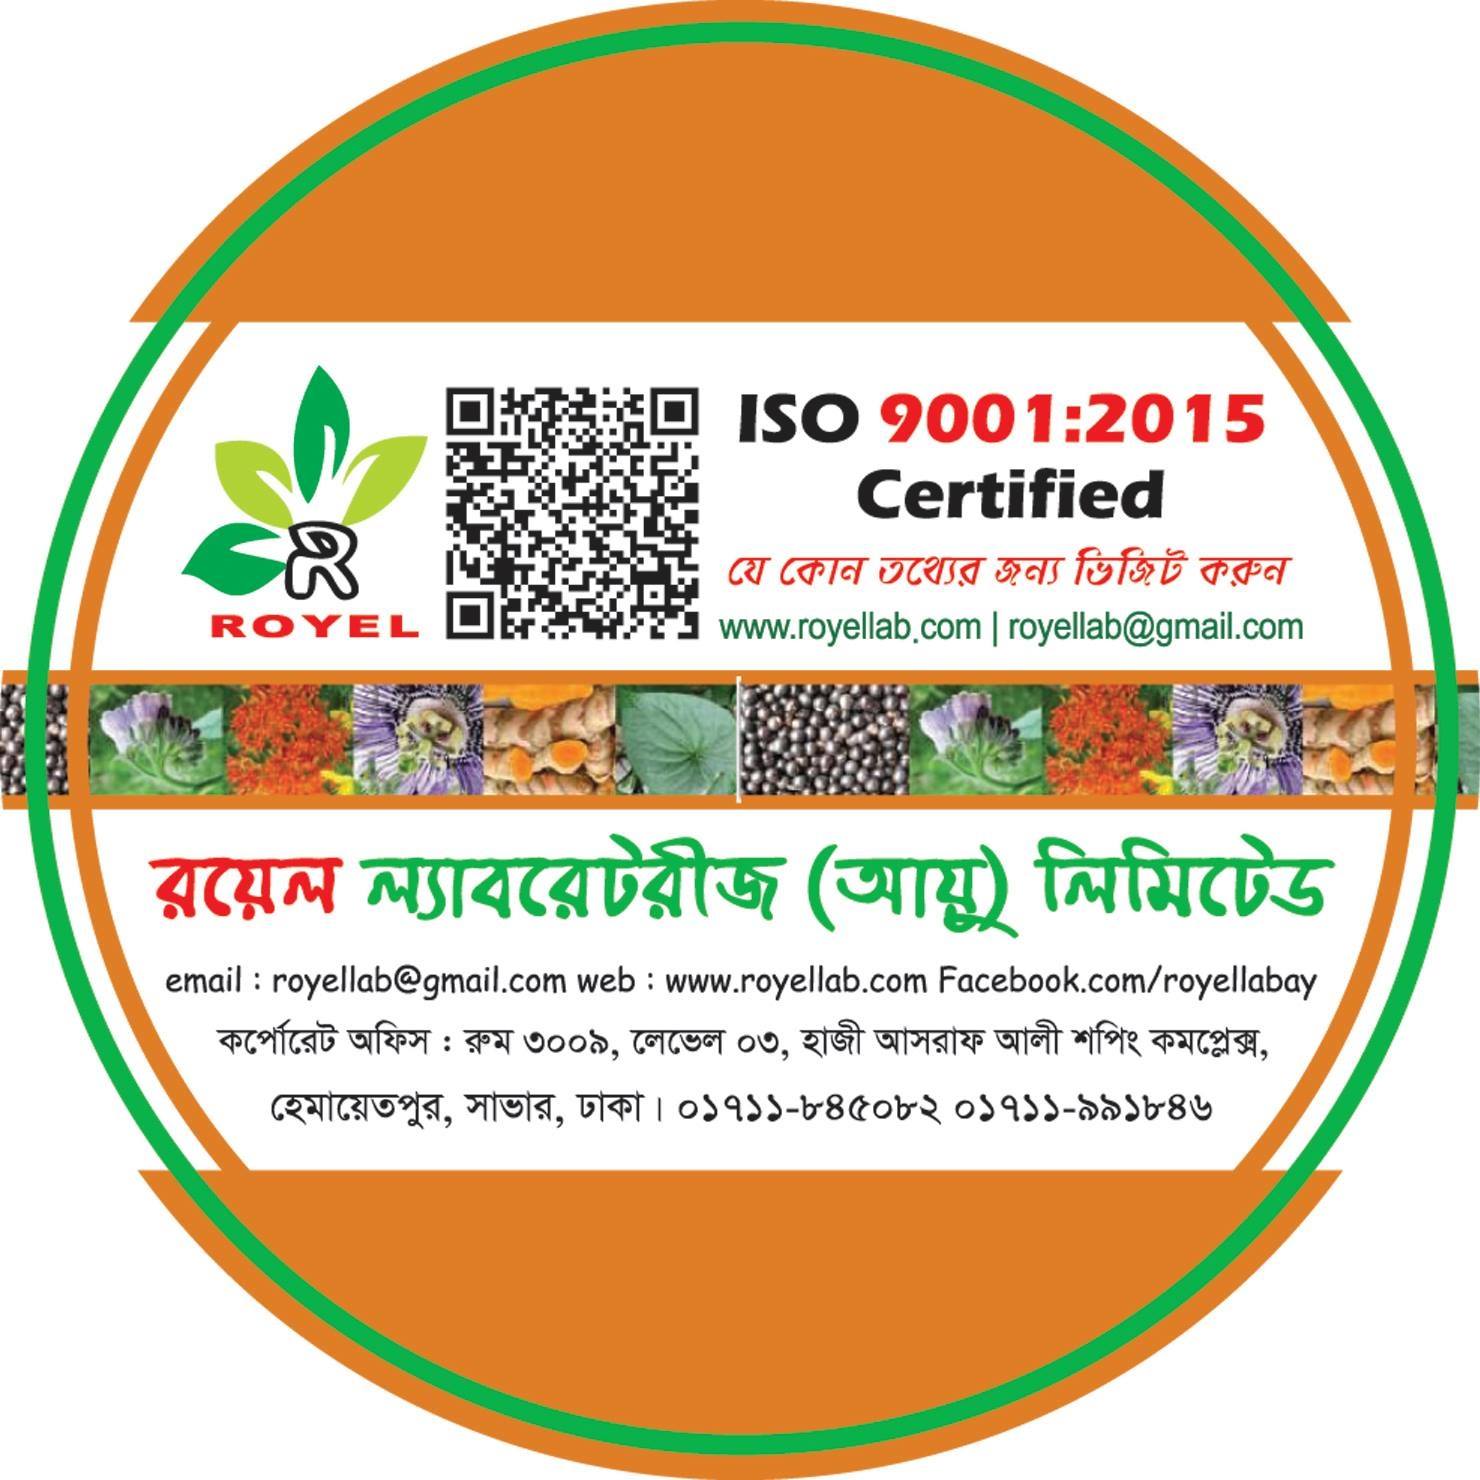 R
ROYEL
ISO 9001:2015
Certified
যে কোন তথ্যের জন্য ভিজিট করুন
www.royellab.com | royellab@gmail.com
রয়েল ল্যাবরেটরীজ (আয়ু) লিমিটেড
email : royellab@gmail.com web : www.royellab.com Facebook.com/royellabay
কর্পোরেট অফিস : রুম ৩০০৯, লেভেল ০৩, হাজী আসরাফ আলী শপিং কমপ্লেক্স,
হেমায়েতপুর, সাভার, ঢাকা। ০১৭১১-৮৪৫০৮২ ০১৭১১-৯৯১৮৪৬